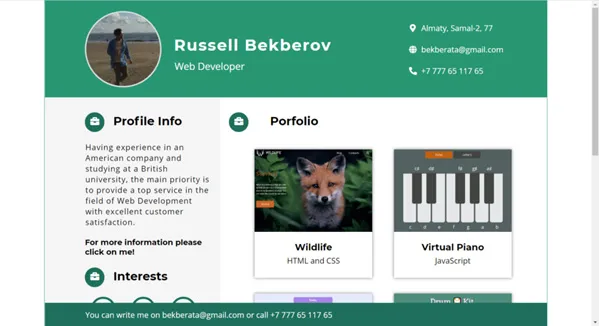 Russell Bekberov
Web Developer
Almaty, Samal-2, 77
bekberata@gmail.com
+7 777 65 117 65
Profile Info
Having experience in an
American company and
studying at a British
university, the main priority is
to provide a top service in the
field of Web Development
with excellent customer
satisfaction.
For more information please
click on me!
Interests
Porfolio
WILDLIFE
Wildlife
HTML and CSS
Virtual Piano
JavaScript
Drum Kit
You can write me on bekberata@gmail.com or call +7 777 65 117 65